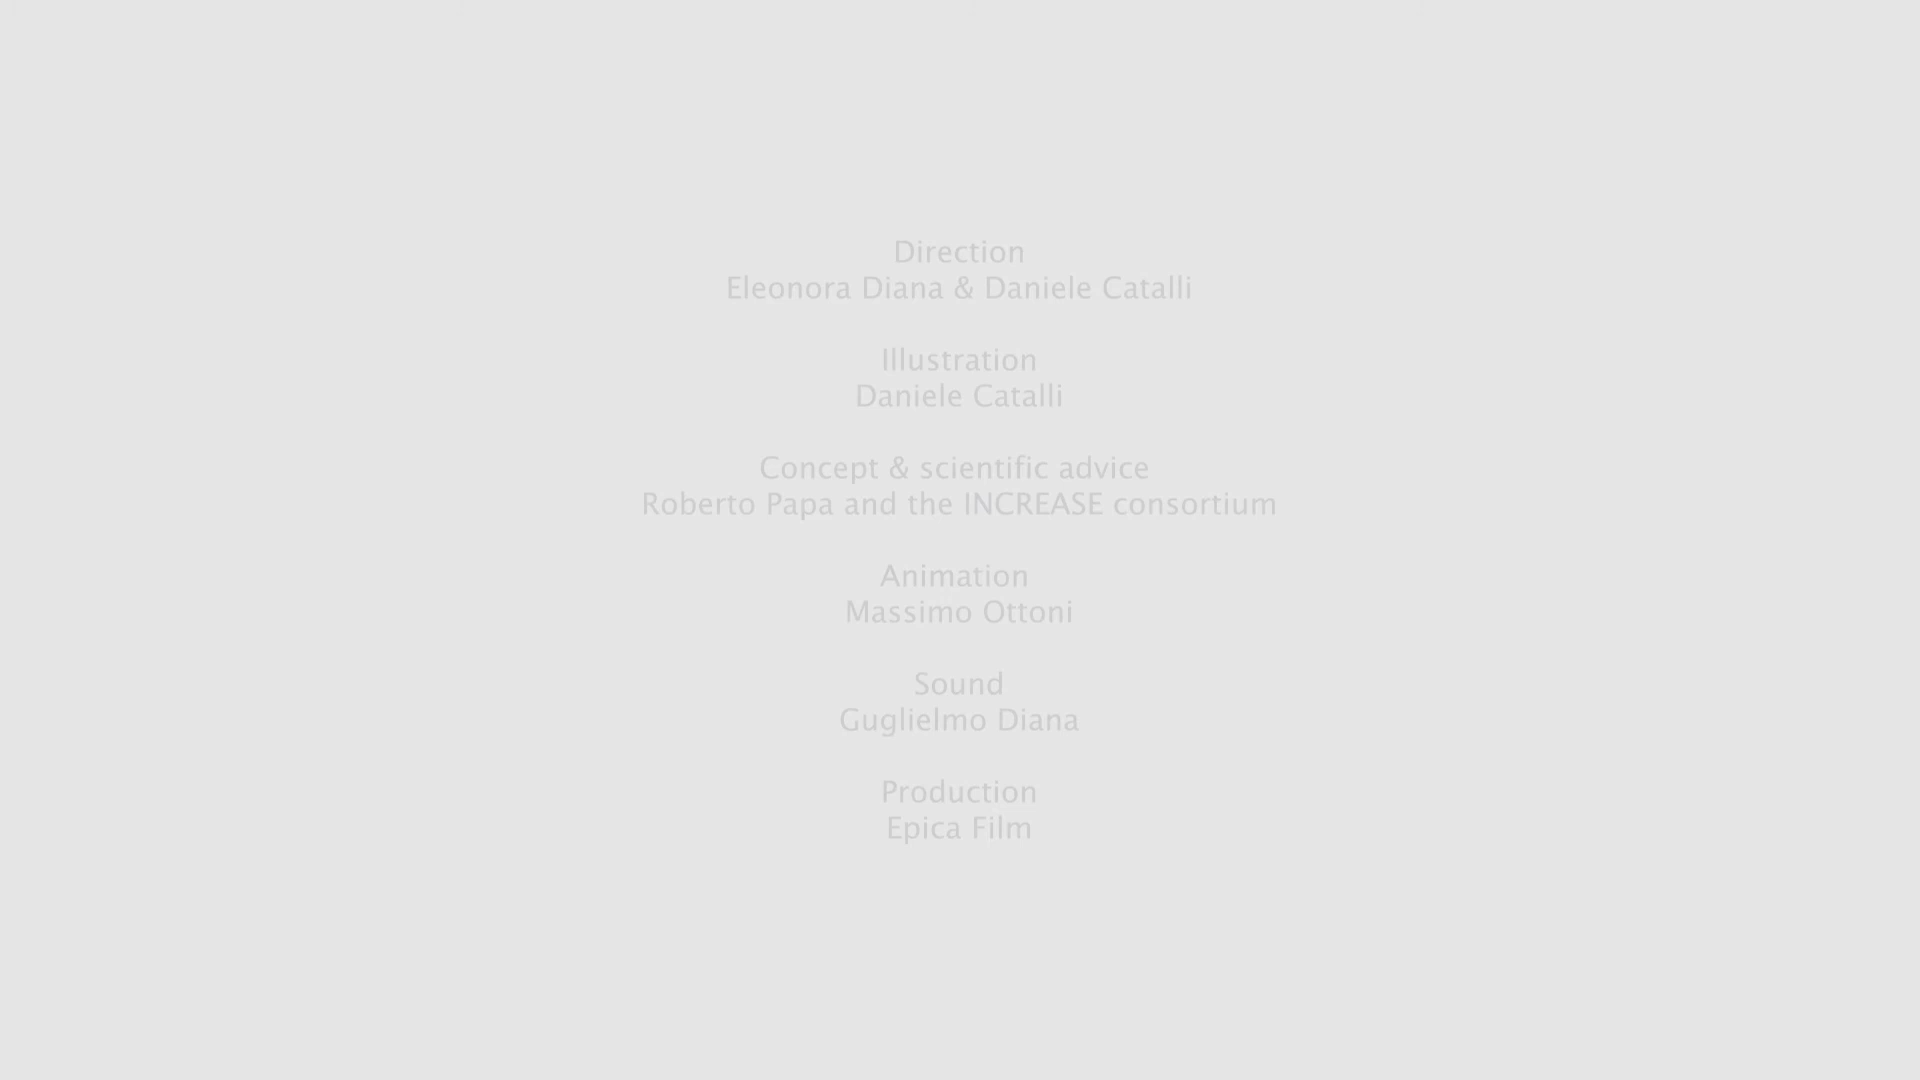 Direction
Eleonora Diana & Daniele Catalli
Illustration
Daniele Catalli
Concept & scientific advice
Roberto Papa and the INCREASE consortium
Animation
Massimo Ottoni
Sound
Guglielmo Diana
Production
Epica Film